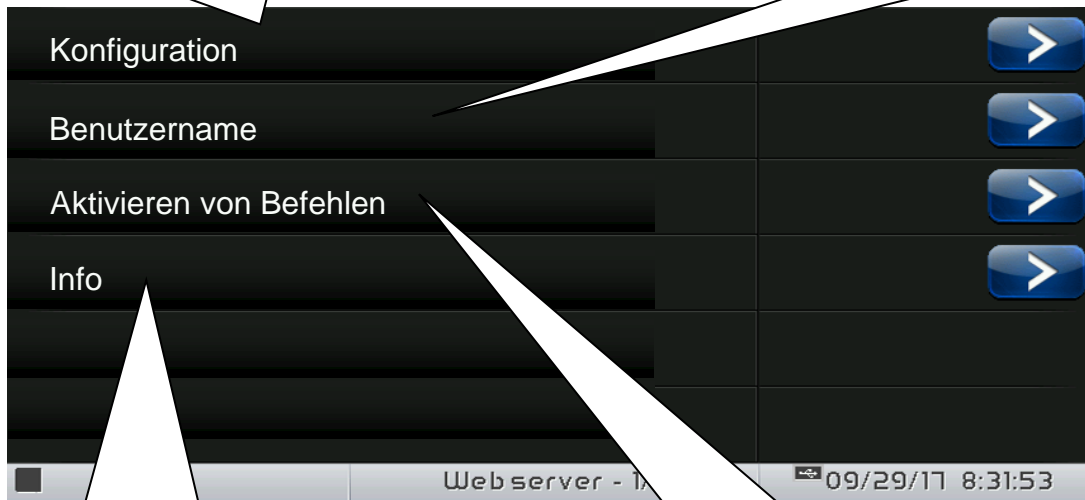 Konfiguration
Benutzername
Aktivieren von Befehlen
Info
Webserver - 09/29/17 8:31:53